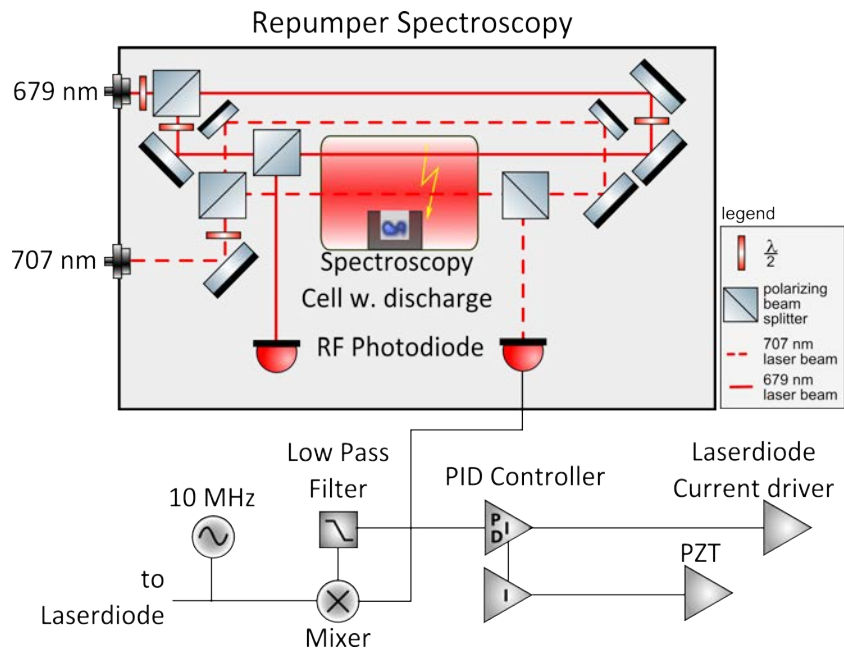 Repumper Spectroscopy
679 nm
707 nm
Spectroscopy
Cell w. discharge
RF Photodiode
legend
λ
2
polarizing
beam
splitter
707 nm
laser beam
679 nm
laser beam
Low Pass
Filter
PID Controller
Laserdiode
Current driver
10 MHz
P
I
D
PZT
to
Laserdiode
I
Mixer